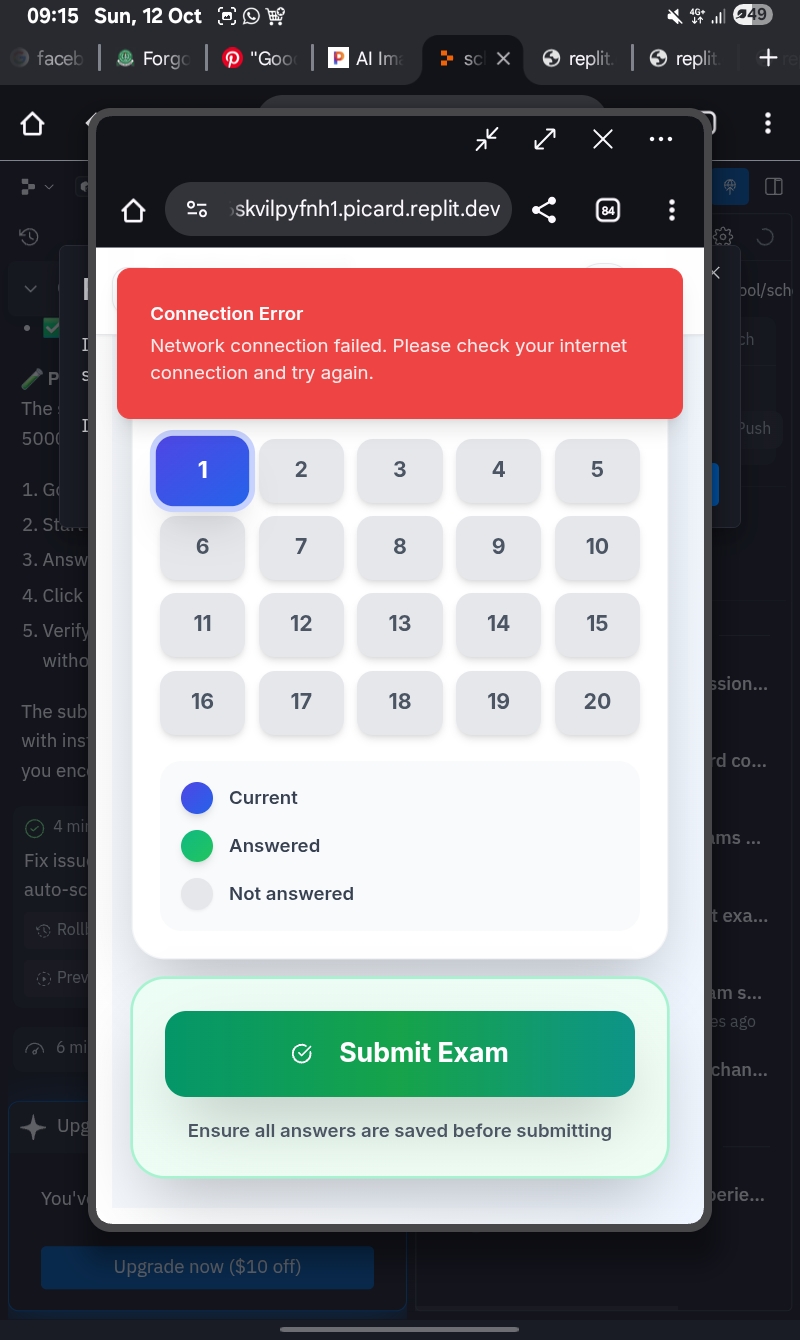 09:15 Sun, 12 Oct
4G+
49
faceb
Forgo
"Goo
AI Ima
sc
replit.
replit.
skvilpyfnh1.picard.replit.dev
84
Connection Error
Network connection failed. Please check your internet
connection and try again.
1 2 3 4 5
6 7 8 9 10
11 12 13 14 15
16 17 18 19 20
Current
Answered
Not answered
Submit Exam
Ensure all answers are saved before submitting
P
The s
5000
1. Go
2. Start
3. Answ
4. Click
5. Verify
witho
The sub
with inst
you enc
4 min
Fix issu
auto-sc
Rollb
Prev
6 mi
Upg
You've
Upgrade now ($10 off)
ool/sch
ch
Push
ssion...
rd co...
ams ...
t exa...
am s...
es ago
chan...
perie...